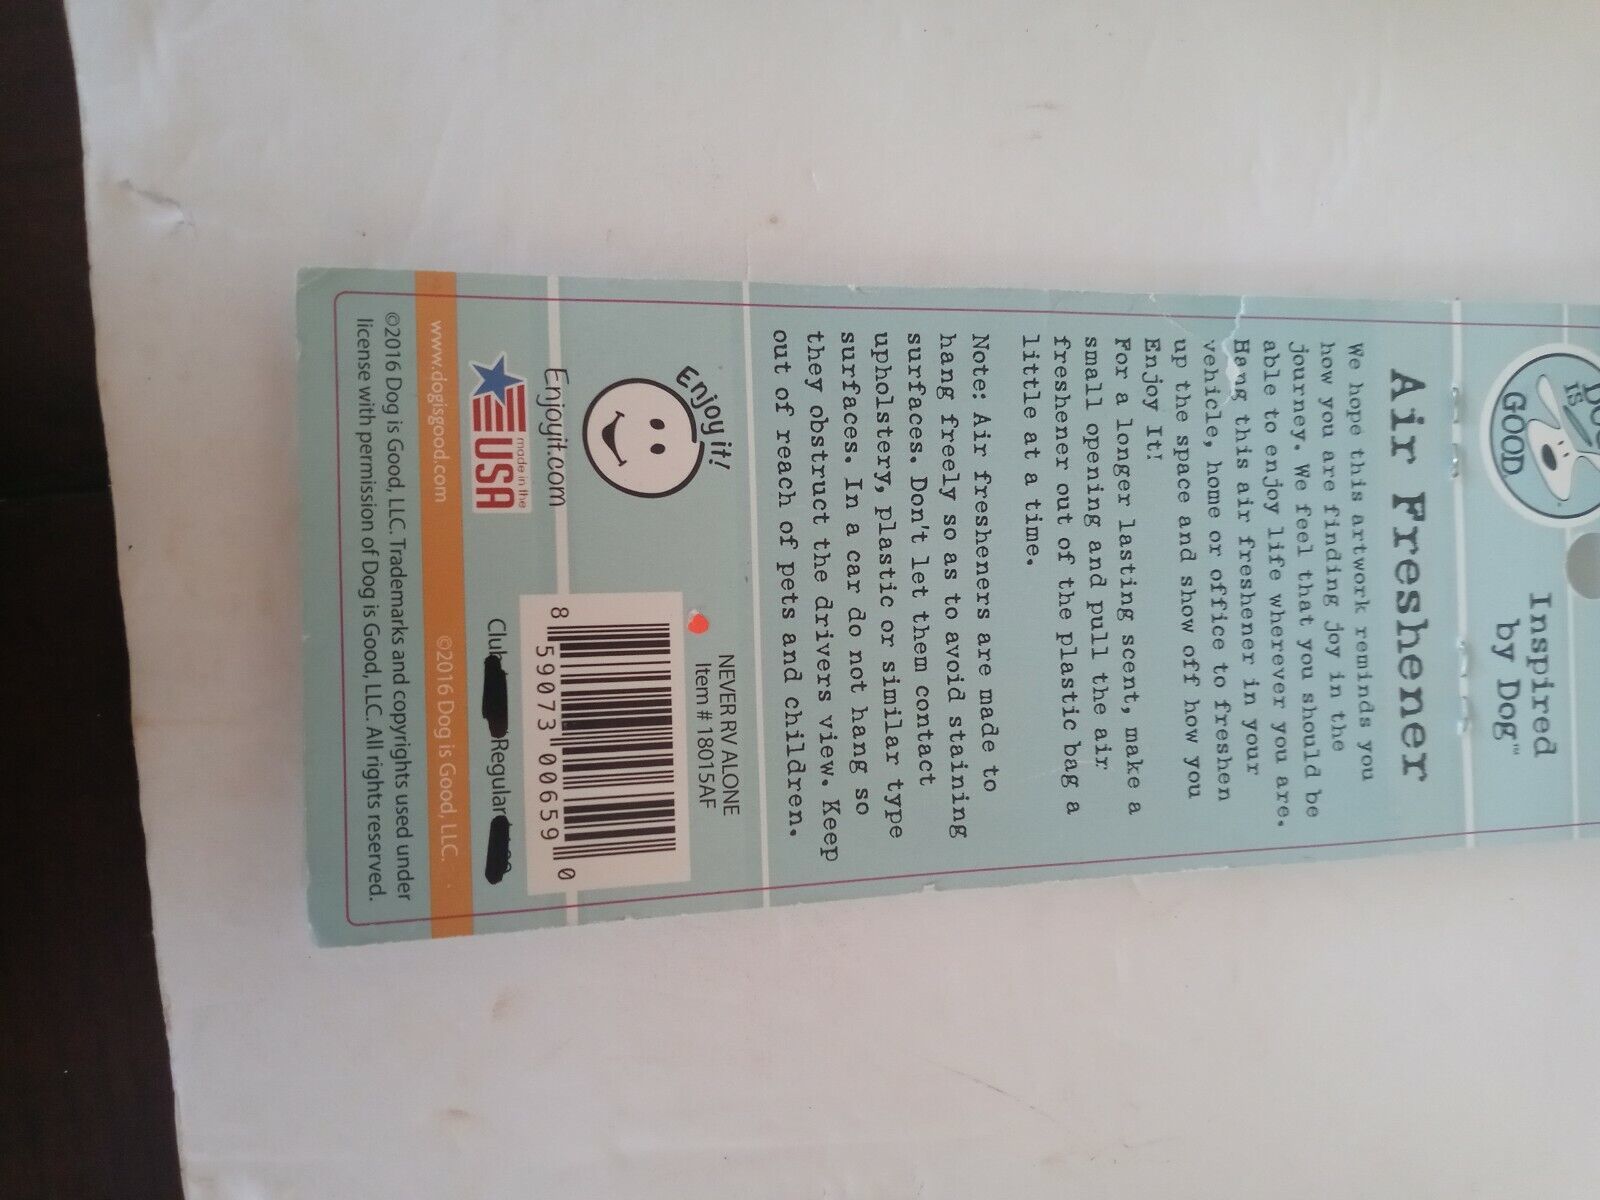 DOG
IS
GOOD
Inspired
by Dog™
Air Freshener
We hope this artwork reminds you
how you are finding joy in the
journey. We feel that you should be
able to enjoy life wherever you are.
Hang this air freshener in your
vehicle, home or office to freshen
up the space and show off how you
Enjoy It!
For a longer lasting scent, make a
small opening and pull the air
freshener out of the plastic bag a
little at a time.
Note: Air fresheners are made to
hang freely so as to avoid staining
surfaces. Don't let them contact
upholstery, plastic or similar type
surfaces. In a car do not hang so
they obstruct the drivers view. Keep
out of reach of pets and children.
Enjoy it!
Enjoyit.com
made in the
USA
NEVER RV ALONE
Item # 18015AF
8 59073 00659 0
Club Regular
www.dogisgood.com ©2016 Dog is Good, LLC.
©2016 Dog is Good, LLC. Trademarks and copyrights used under
license with permission of Dog is Good, LLC. All rights reserved.